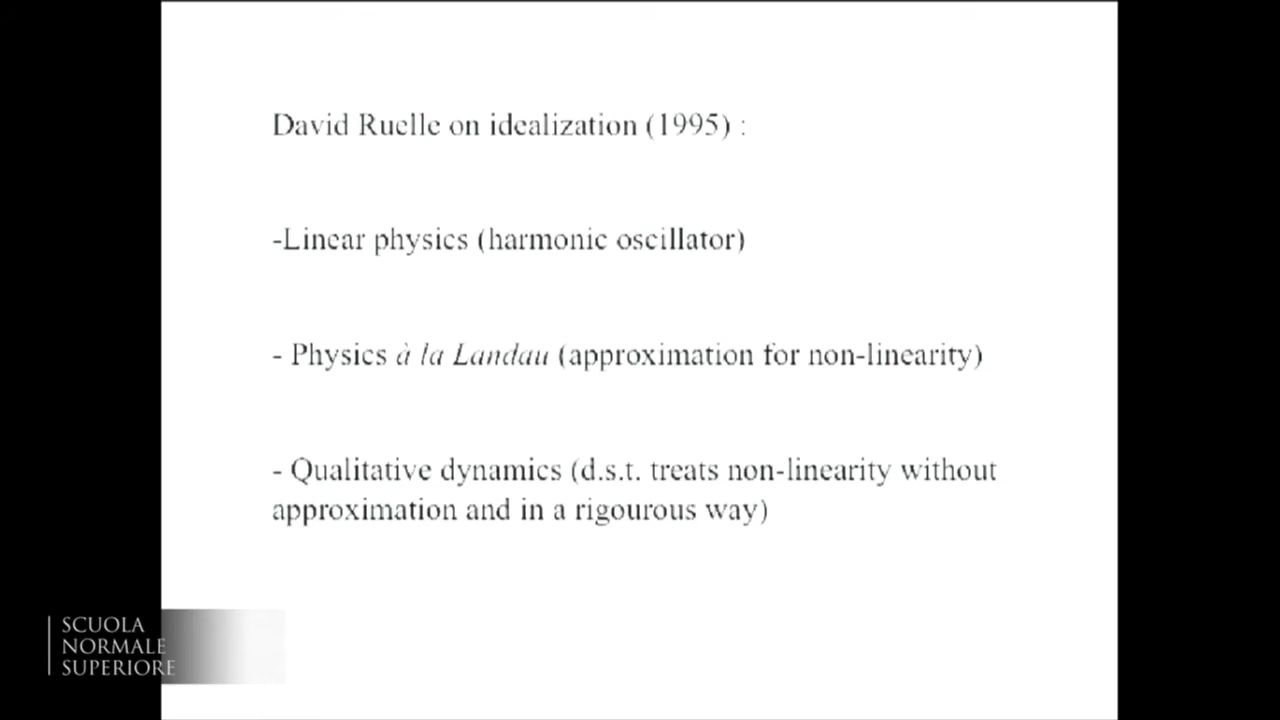 David Ruelle on idealization (1995) :
-Linear physics (harmonic oscillator)
- Physics à la Landau (approximation for non-linearity)
- Qualitative dynamics (d.s.t. treats non-linearity without
approximation and in a rigourous way)
SCUOLA
NORMALE
SUPERIORE